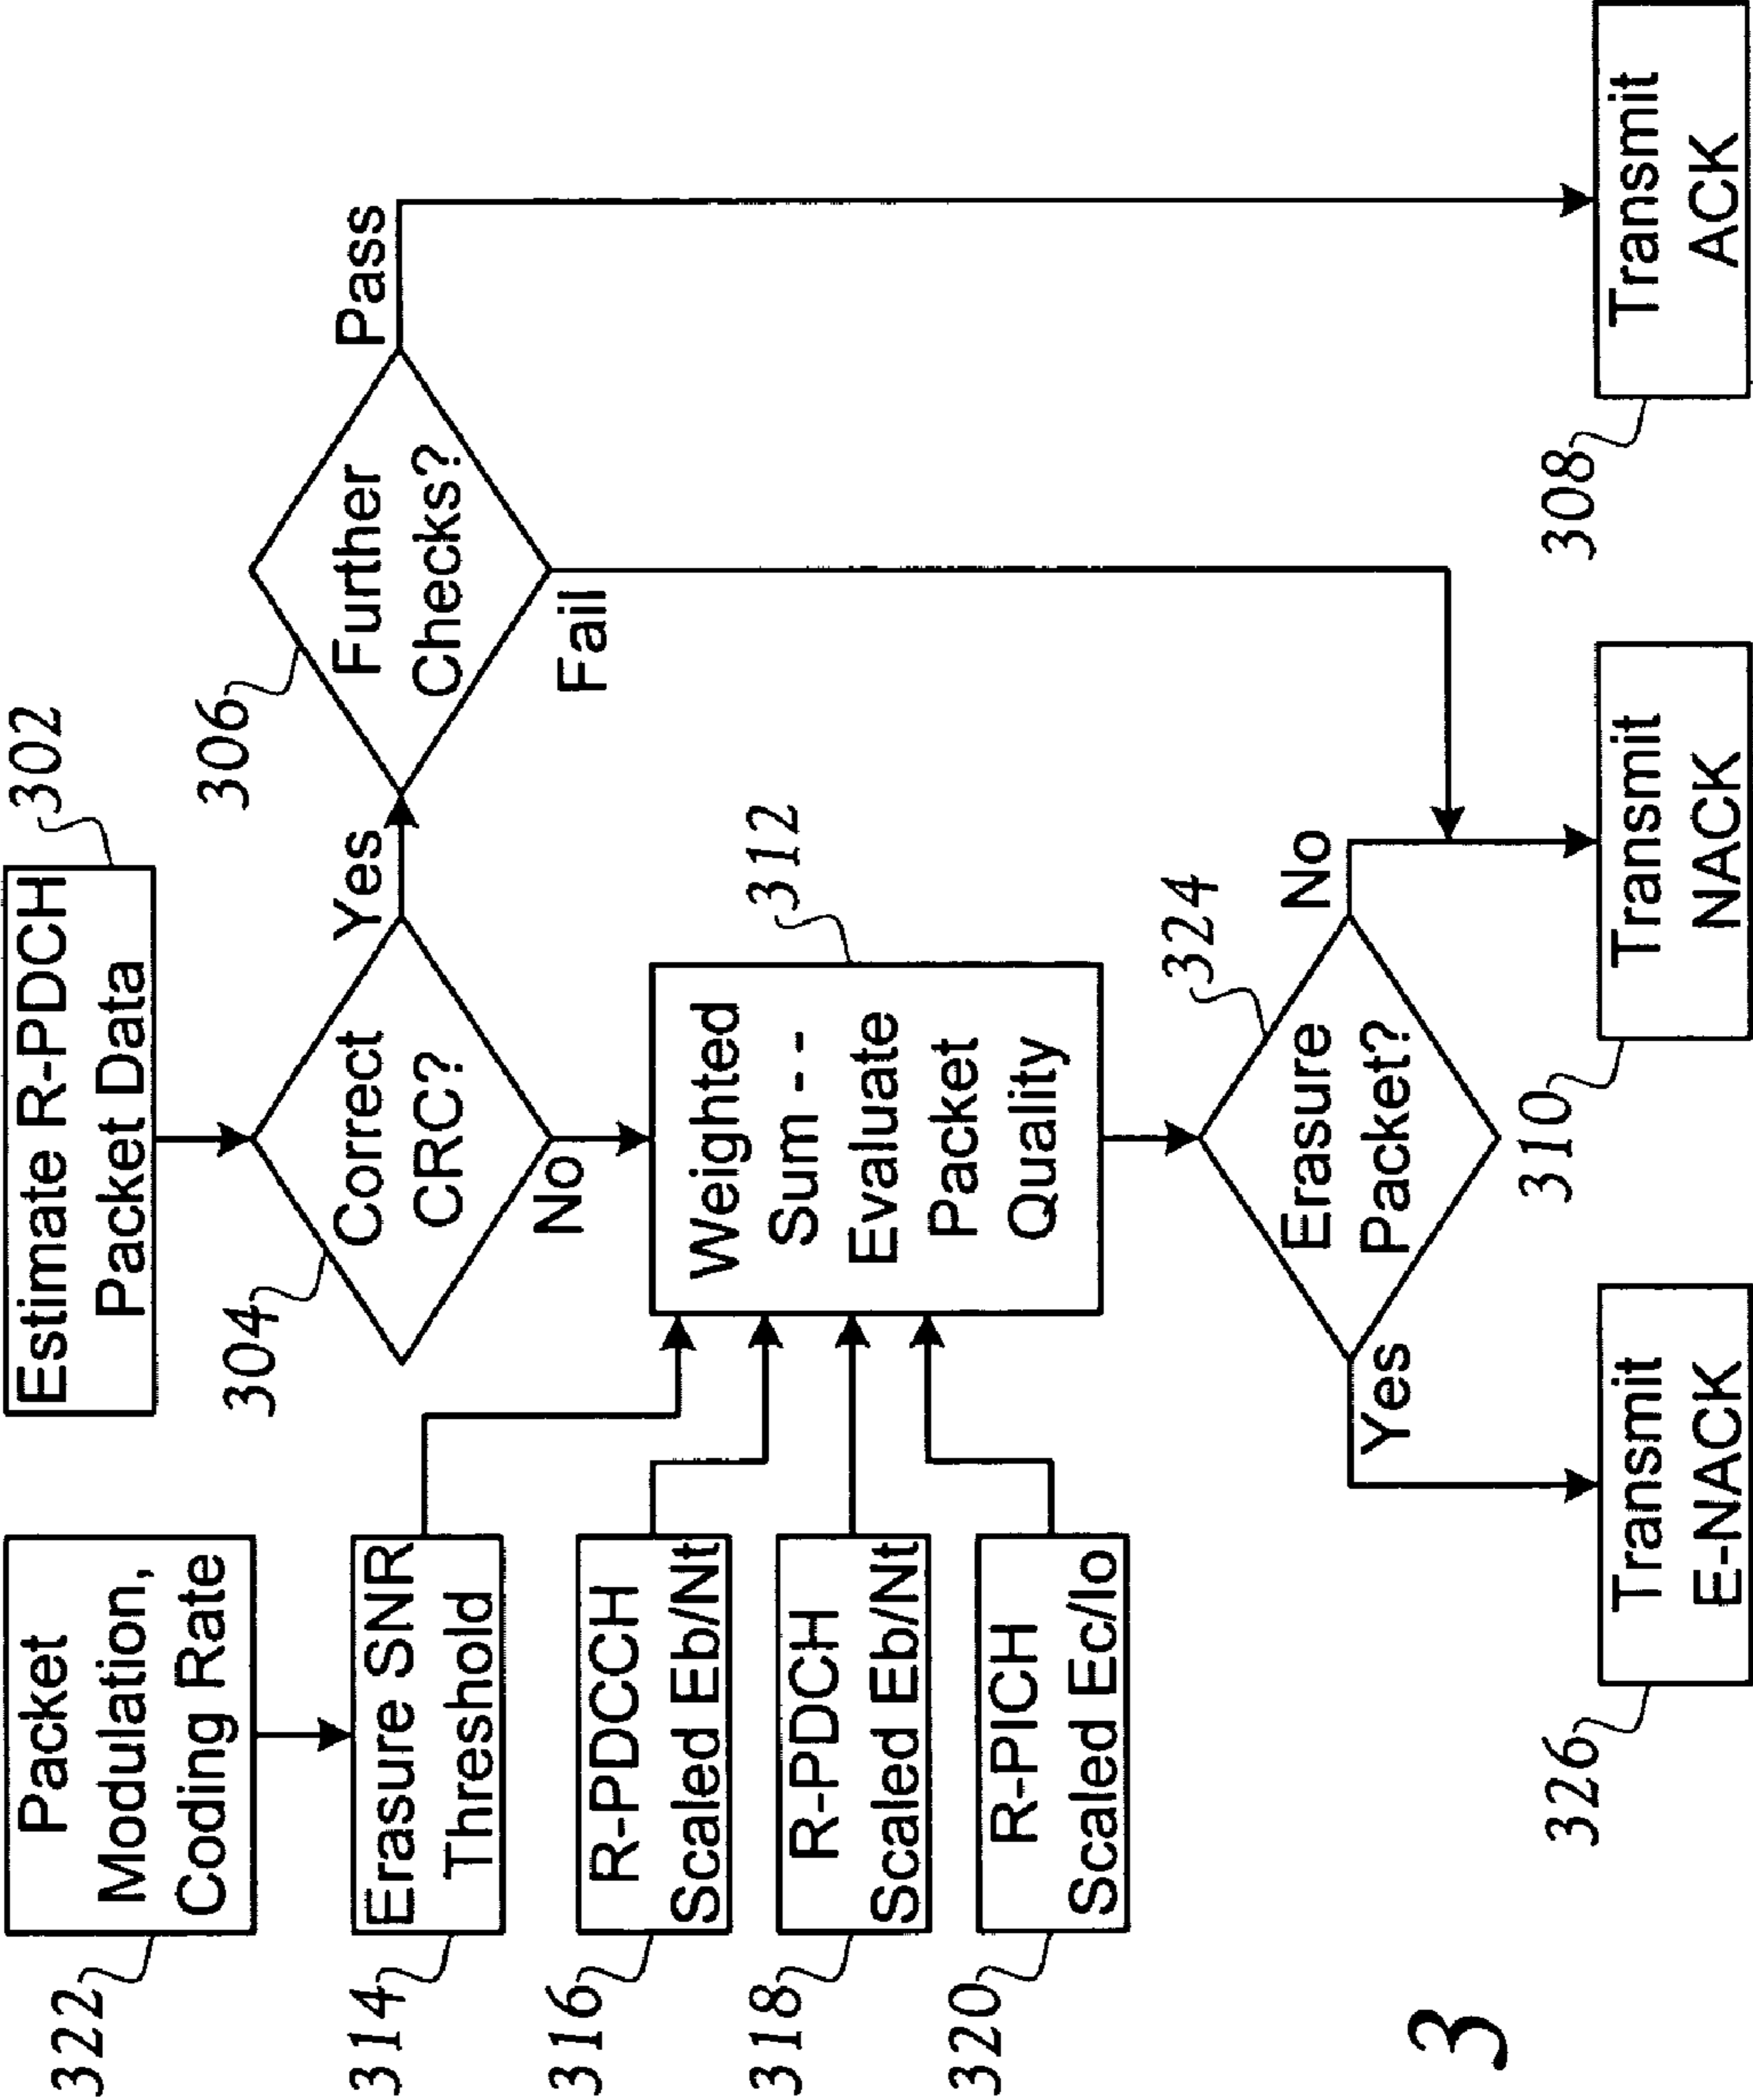 302
Estimate R-PDCH
Packet Data
304
Correct
CRC?
Yes
No
306
Further
Checks?
Pass
Fail
322
Packet
Modulation,
Coding Rate
314
Erasure SNR
Threshold
316
R-PDCCH
Scaled Eb/Nt
318
R-PDCH
Scaled Eb/Nt
320
R-PICH
Scaled Ec/Io
312
Weighted
Sum - -
Evaluate
Packet
Quality
324
Erasure
Packet?
Yes
No
326
Transmit
E-NACK
310
Transmit
NACK
308
Transmit
ACK
3